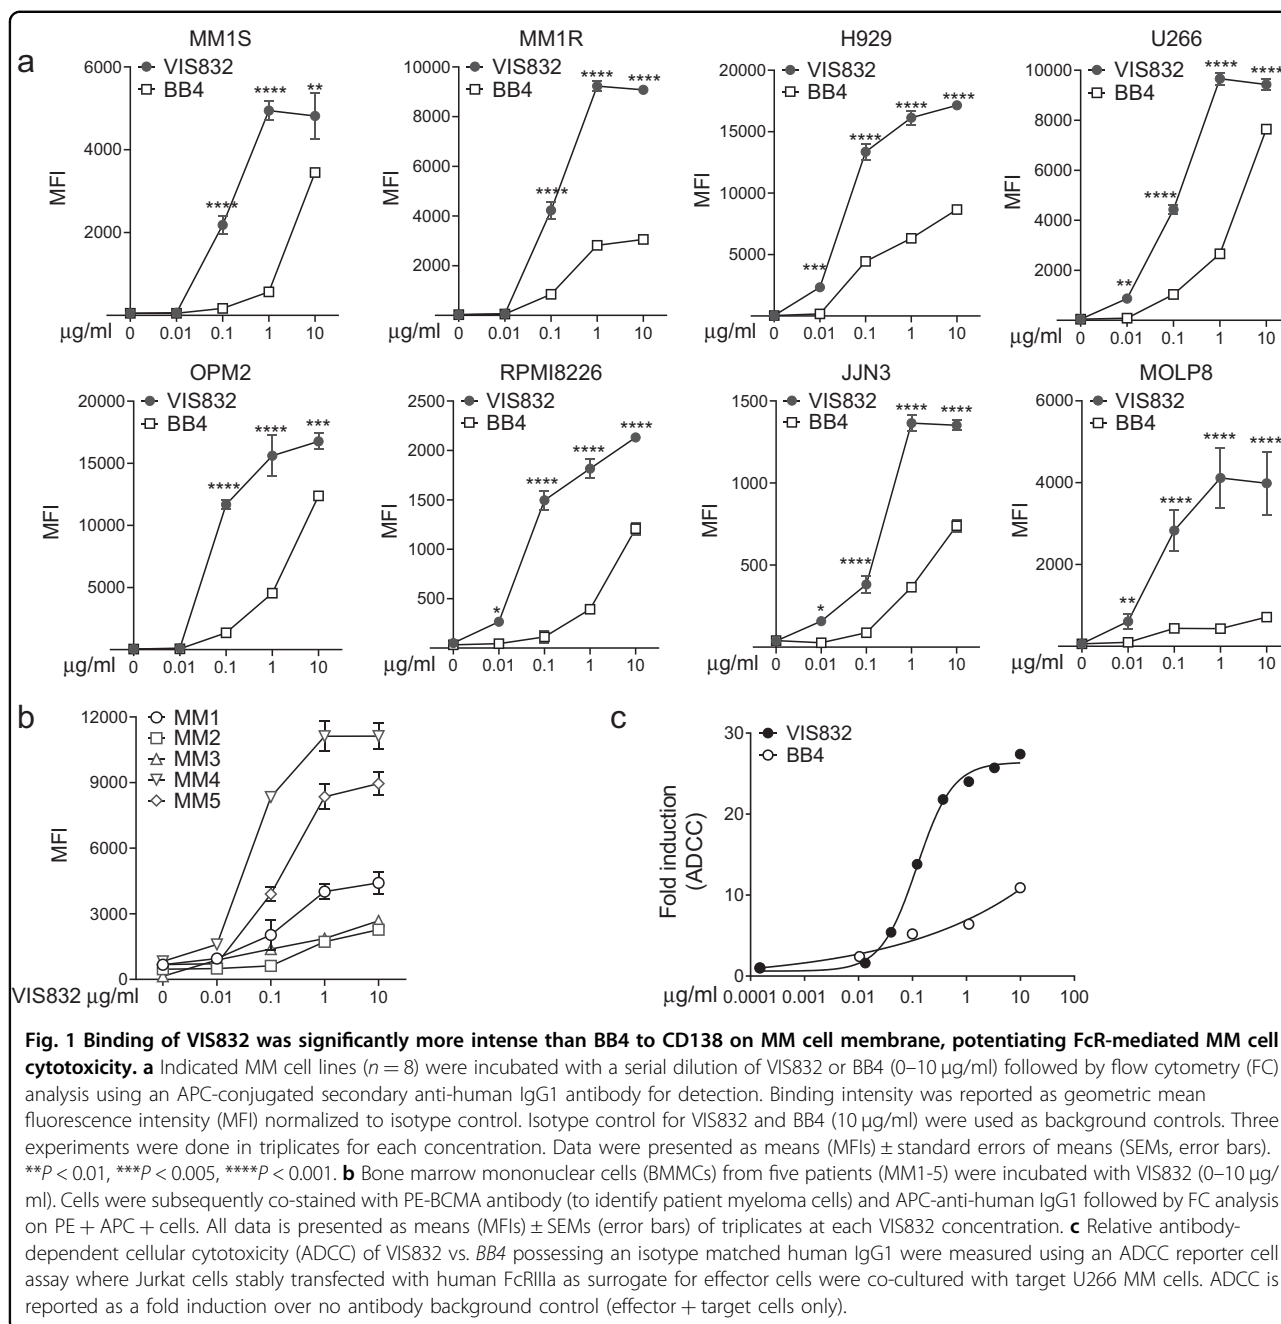 a
MM1S
VIS832
BB4
6000
4000
2000
MFI
**** **** **
µg/ml 0 0.01 0.1 1 10
MM1R
VIS832
BB4
10000
8000
6000
4000
2000
MFI
**** **** ****
µg/ml 0 0.01 0.1 1 10
H929
VIS832
BB4
20000
15000
10000
5000
MFI
*** **** **** ****
µg/ml 0 0.01 0.1 1 10
U266
VIS832
BB4
10000
8000
6000
4000
2000
0
MFI
** **** **** ****
µg/ml 0 0.01 0.1 1 10
OPM2
VIS832
BB4
20000
15000
10000
5000
MFI
**** **** ***
µg/ml 0 0.01 0.1 1 10
RPMI8226
VIS832
BB4
2500
2000
1500
1000
500
MFI
* **** **** ****
µg/ml 0 0.01 0.1 1 10
JJN3
VIS832
BB4
1500
1000
500
MFI
* **** **** ****
µg/ml 0 0.01 0.1 1 10
MOLP8
VIS832
BB4
6000
4000
2000
MFI
** **** **** ****
µg/ml 0 0.01 0.1 1 10
b
12000
9000
6000
3000
0
MFI
MM1
MM2
MM3
MM4
MM5
VIS832 µg/ml 0 0.01 0.1 1 10
c
VIS832
BB4
30
20
10
0
Fold induction
(ADCC)
µg/ml 0.0001 0.001 0.01 0.1 1 10 100
Fig. 1 Binding of VIS832 was significantly more intense than BB4 to CD138 on MM cell membrane, potentiating FcR-mediated MM cell
cytotoxicity. a Indicated MM cell lines (n = 8) were incubated with a serial dilution of VIS832 or BB4 (0–10 µg/ml) followed by flow cytometry (FC)
analysis using an APC-conjugated secondary anti-human IgG1 antibody for detection. Binding intensity was reported as geometric mean
fluorescence intensity (MFI) normalized to isotype control. Isotype control for VIS832 and BB4 (10 µg/ml) were used as background controls. Three
experiments were done in triplicates for each concentration. Data were presented as means (MFIs) ± standard errors of means (SEMs, error bars).
**P < 0.01, ***P < 0.005, ****P < 0.001. b Bone marrow mononuclear cells (BMMCs) from five patients (MM1-5) were incubated with VIS832 (0–10 µg/
ml). Cells were subsequently co-stained with PE-BCMA antibody (to identify patient myeloma cells) and APC-anti-human IgG1 followed by FC analysis
on PE + APC + cells. All data is presented as means (MFIs) ± SEMs (error bars) of triplicates at each VIS832 concentration. c Relative antibody-
dependent cellular cytotoxicity (ADCC) of VIS832 vs. BB4 possessing an isotype matched human IgG1 were measured using an ADCC reporter cell
assay where Jurkat cells stably transfected with human FcRIIIa as surrogate for effector cells were co-cultured with target U266 MM cells. ADCC is
reported as a fold induction over no antibody background control (effector + target cells only).